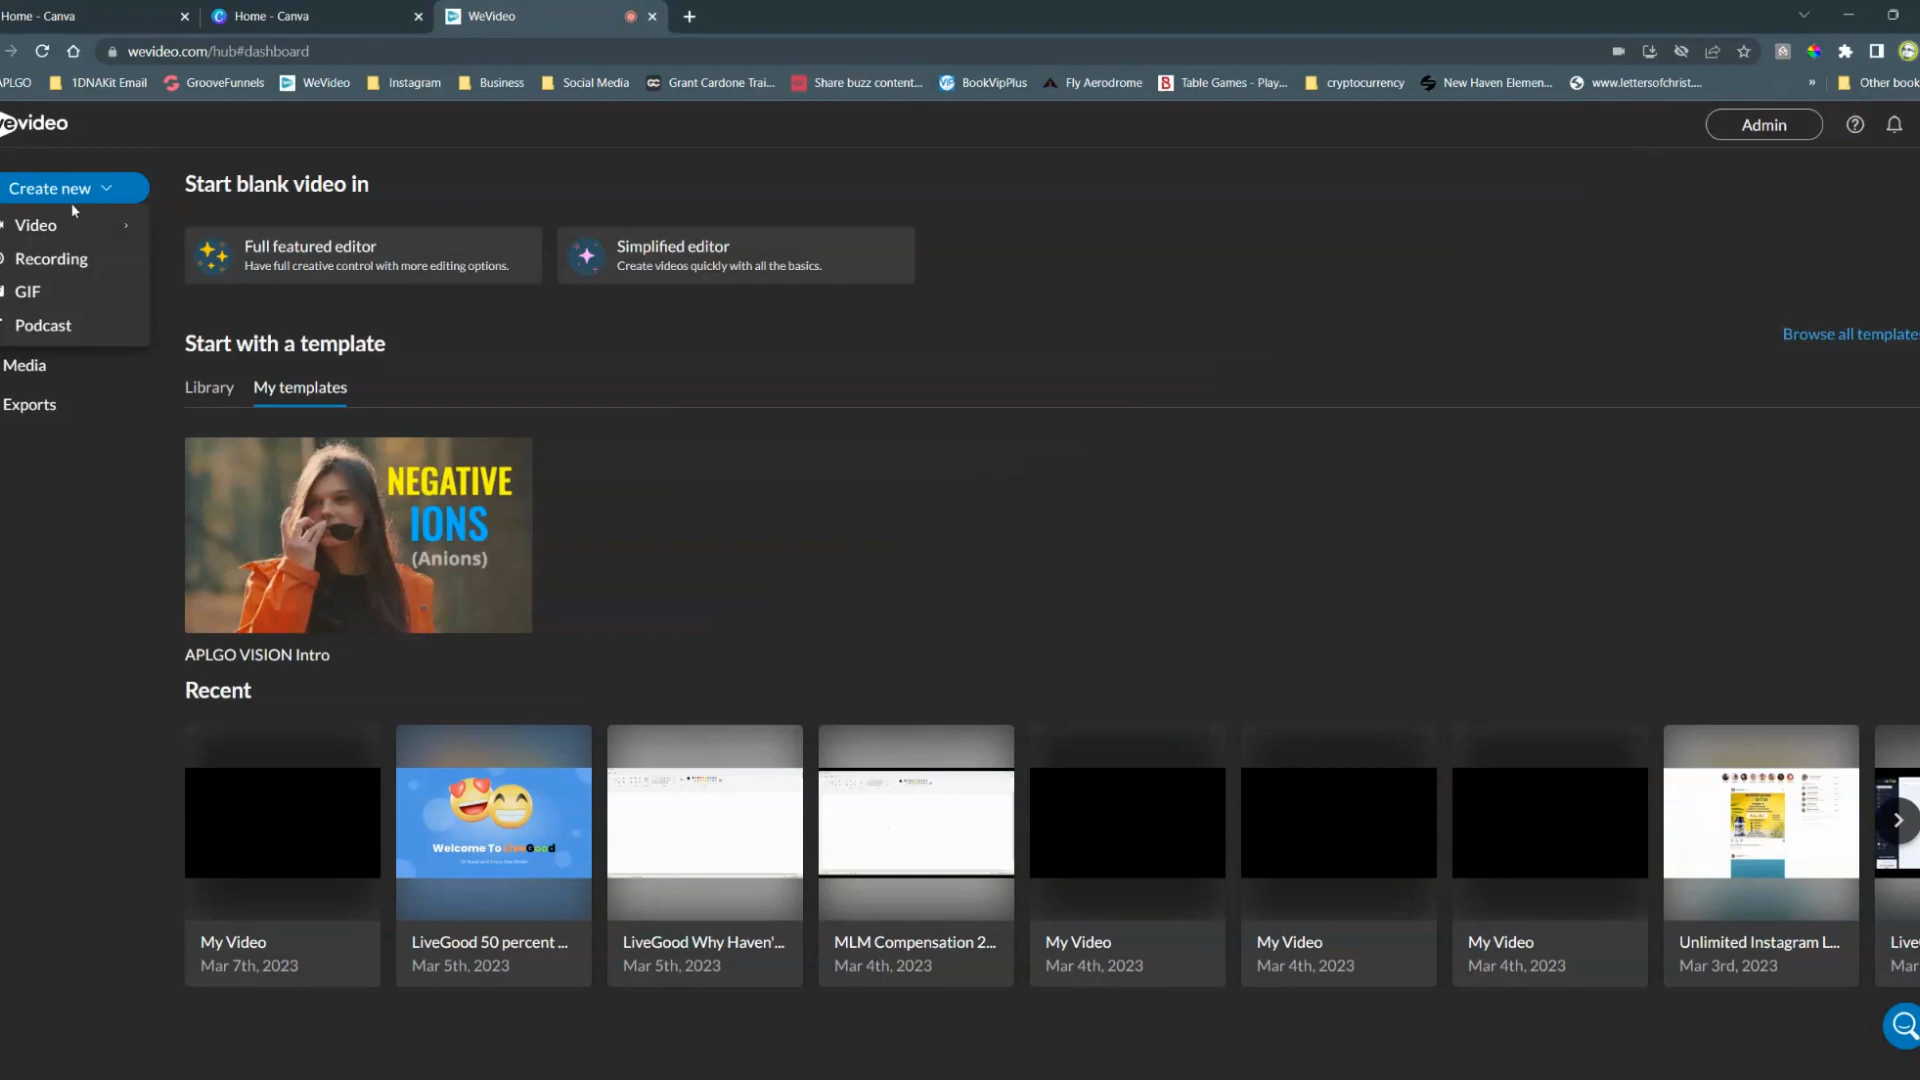 Home - Canva
Home - Canva
WeVideo
wevideo.com/hub#dashboard
APLGO
1DNAKit Email
GrooveFunnels
WeVideo
Instagram
Business
Social Media
Grant Cardone Trai...
Share buzz content...
BookVipPlus
Fly Aerodrome
Table Games - Play...
cryptocurrency
New Haven Elemen...
www.lettersofchrist....
»
Other book
wevideo
Admin
Create new
Video
Recording
GIF
Podcast
Media
Exports
Start blank video in
Full featured editor
Have full creative control with more editing options.
Simplified editor
Create videos quickly with all the basics.
Start with a template
Browse all templates
Library
My templates
NEGATIVE
IONS
(Anions)
APLGO VISION Intro
Recent
Welcome To LiveGood
My Video
Mar 7th, 2023
LiveGood 50 percent ...
Mar 5th, 2023
LiveGood Why Haven'...
Mar 5th, 2023
MLM Compensation 2...
Mar 4th, 2023
My Video
Mar 4th, 2023
My Video
Mar 4th, 2023
My Video
Mar 4th, 2023
Unlimited Instagram L...
Mar 3rd, 2023
Live
Mar